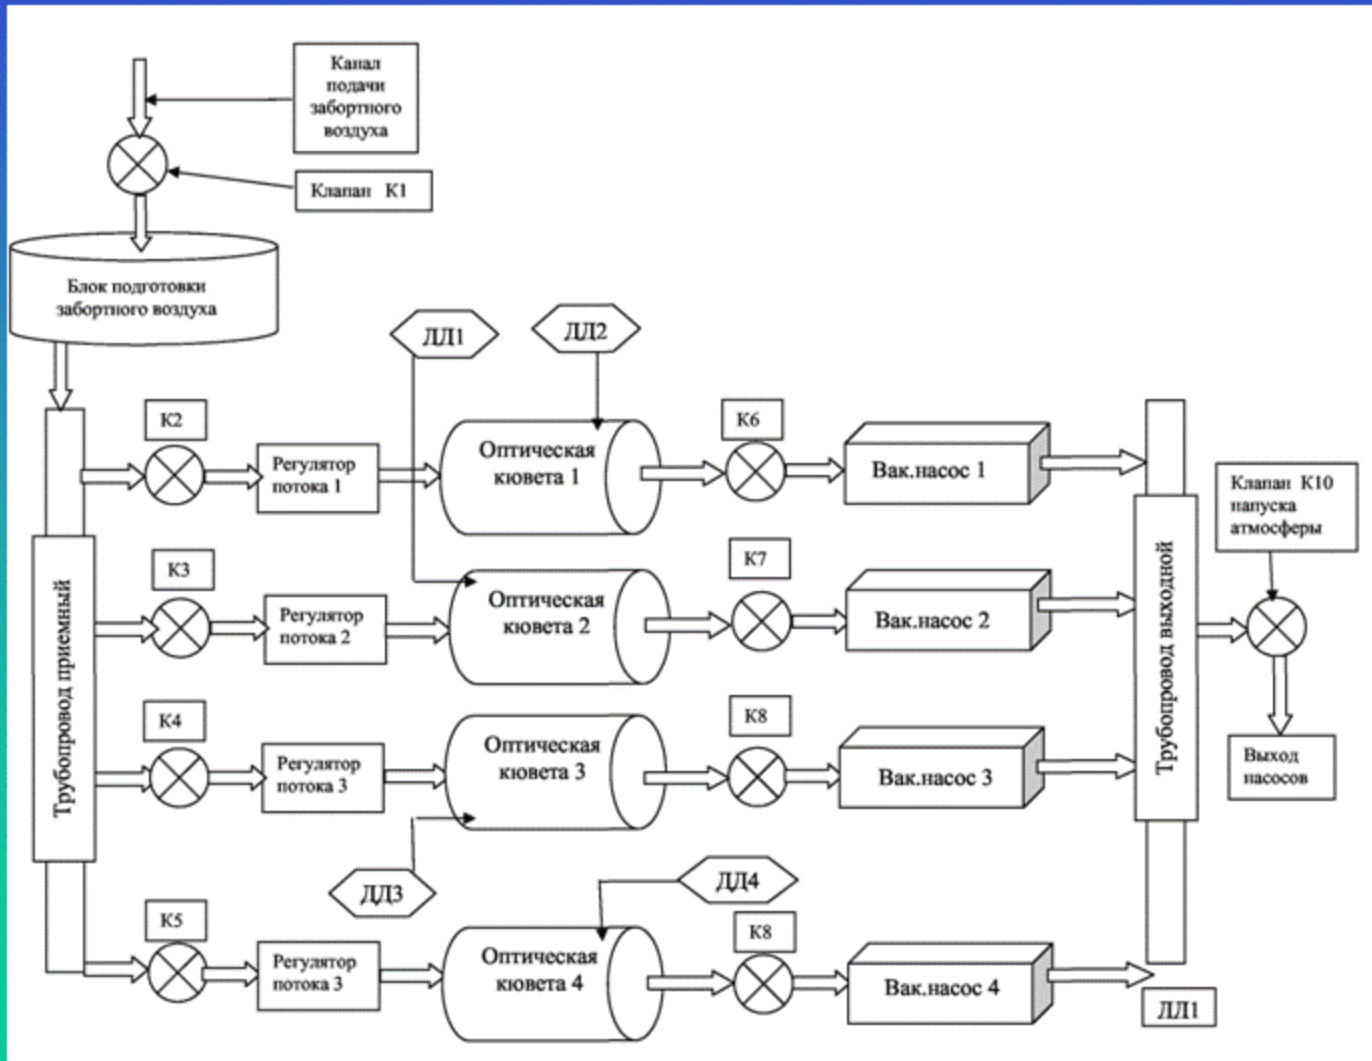 Канал
подачи
забортного
воздуха
Клапан К1
Блок подготовки
забортного воздуха
ДД1
ДД2
К2
К6
Регулятор
потока 1
Оптическая
кювета 1
Вак.насос 1
Клапан К10
напуска
атмосферы
К3
К7
Регулятор
потока 2
Оптическая
кювета 2
Вак.насос 2
Трубопровод приемный
Трубопровод выходной
К4
К8
Регулятор
потока 3
Оптическая
кювета 3
Вак.насос 3
Выход
насосов
ДД3
ДД4
К5
К8
Регулятор
потока 3
Оптическая
кювета 4
Вак.насос 4
ДД1